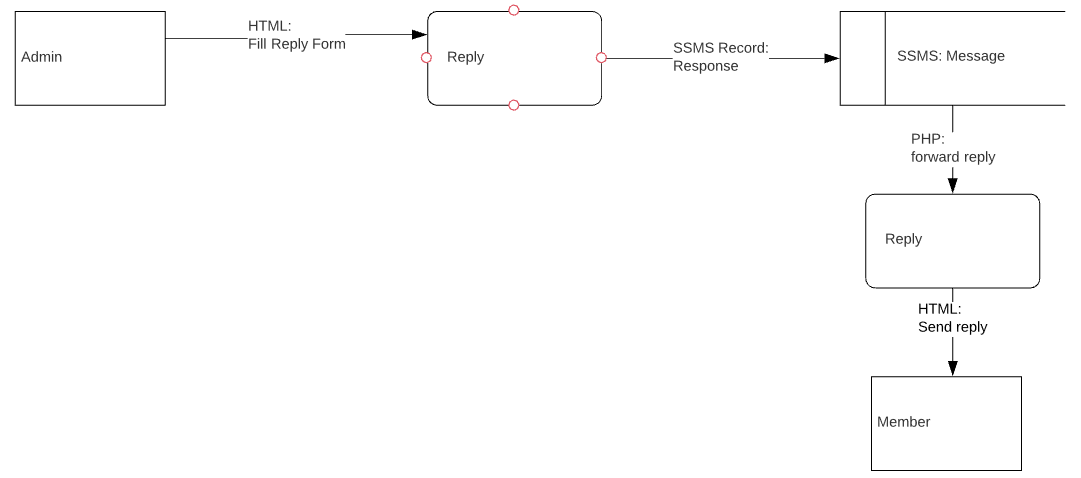 Admin
HTML:
Fill Reply Form
Reply
SSMS Record:
Response
SSMS: Message
PHP:
forward reply
Reply
HTML:
Send reply
Member